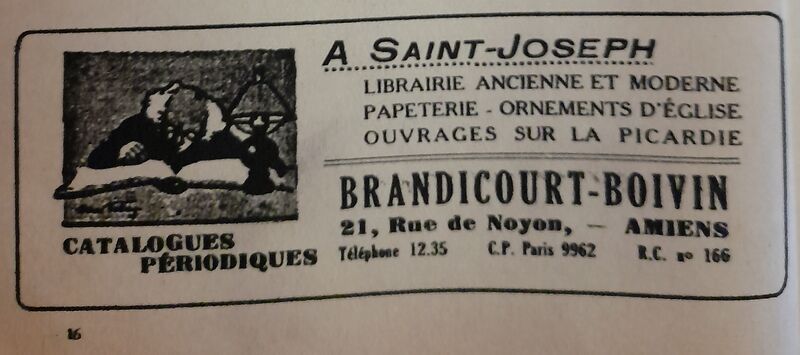 A SAINT-JOSEPH
LIBRAIRIE ANCIENNE ET MODERNE
PAPETERIE - ORNEMENTS D'ÉGLISE
OUVRAGES SUR LA PICARDIE
BRANDICOURT-BOIVIN
21, Rue de Noyon, — AMIENS
Téléphone 12.35 C.P. Paris 9962 R.C. nº 166
CATALOGUES
PÉRIODIQUES
16